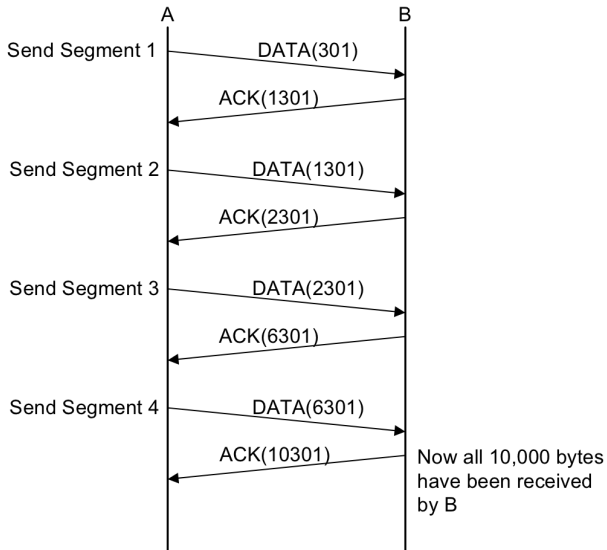 A B
Send Segment 1 DATA(301)
ACK(1301)
Send Segment 2 DATA(1301)
ACK(2301)
Send Segment 3 DATA(2301)
ACK(6301)
Send Segment 4 DATA(6301)
ACK(10301)
Now all 10,000 bytes
have been received
by B